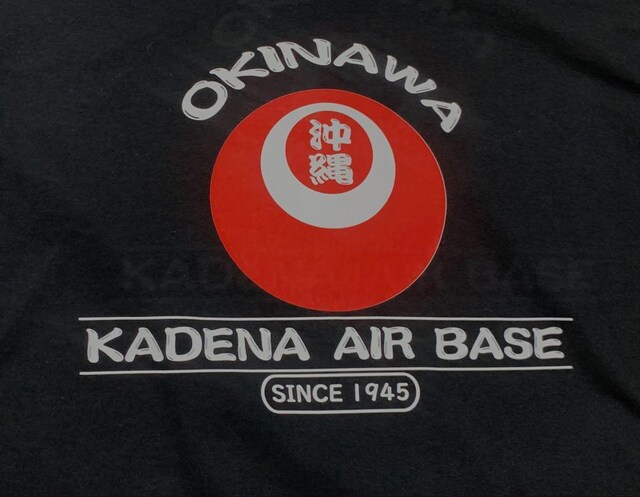 OKINAWA
沖
縄
KADENA AIR BASE
SINCE 1945